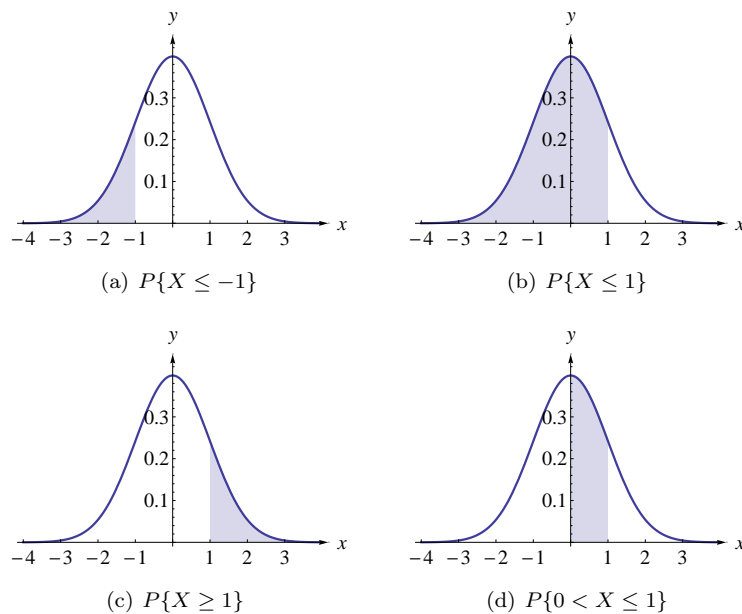 y y
0.3 0.3
0.2 0.2
0.1 0.1
−4 −3 −2 −1 1 2 3 x −4 −3 −2 −1 1 2 3 x
(a) P{X ≤ −1} (b) P{X ≤ 1}
y y
0.3 0.3
0.2 0.2
0.1 0.1
−4 −3 −2 −1 1 2 3 x −4 −3 −2 −1 1 2 3 x
(c) P{X ≥ 1} (d) P{0 < X ≤ 1}